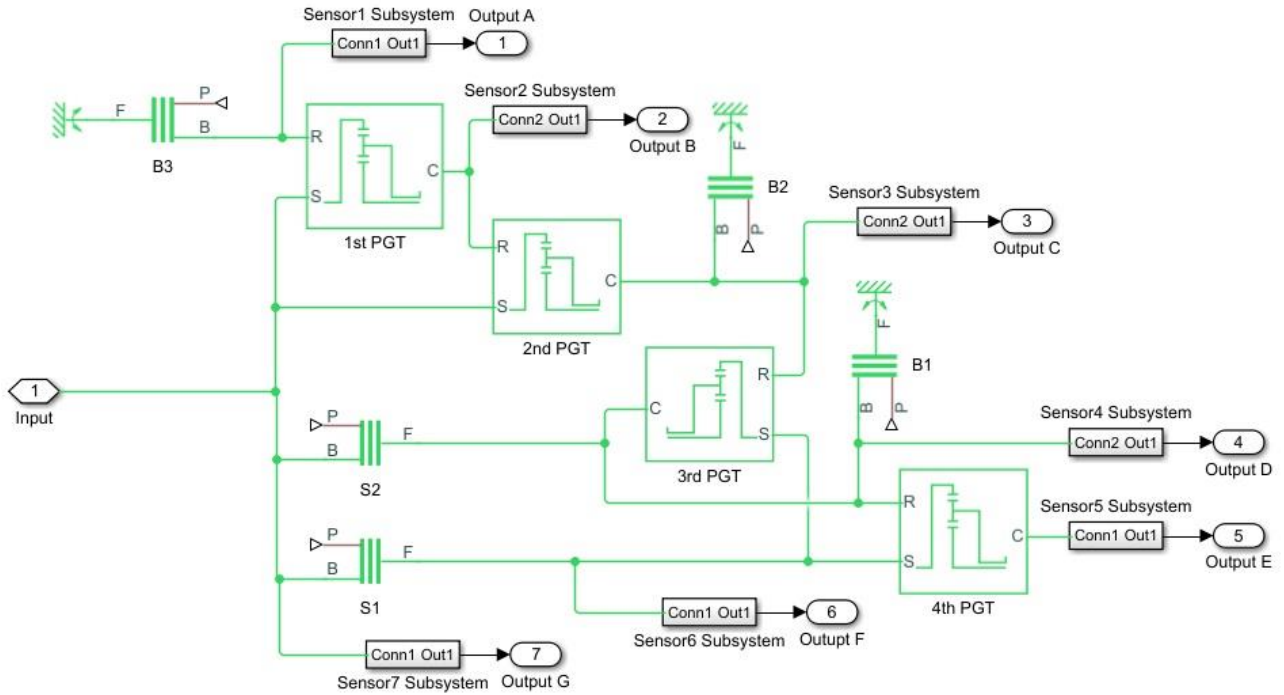 Sensor1 Subsystem
Output A
Conn1 Out1
1
F
P
B
B3
R
S
C
1st PGT
Sensor2 Subsystem
Conn2 Out1
2
Output B
R
S
C
2nd PGT
F
B2
B
P
Sensor3 Subsystem
Conn2 Out1
3
Output C
1
Input
F
B1
B
P
C
R
S
3rd PGT
P
B
F
S2
Sensor4 Subsystem
Conn2 Out1
4
Output D
R
S
C
4th PGT
Sensor5 Subsystem
Conn1 Out1
5
Output E
P
B
F
S1
Conn1 Out1
6
Sensor6 Subsystem
Outupt F
Conn1 Out1
7
Sensor7 Subsystem
Output G